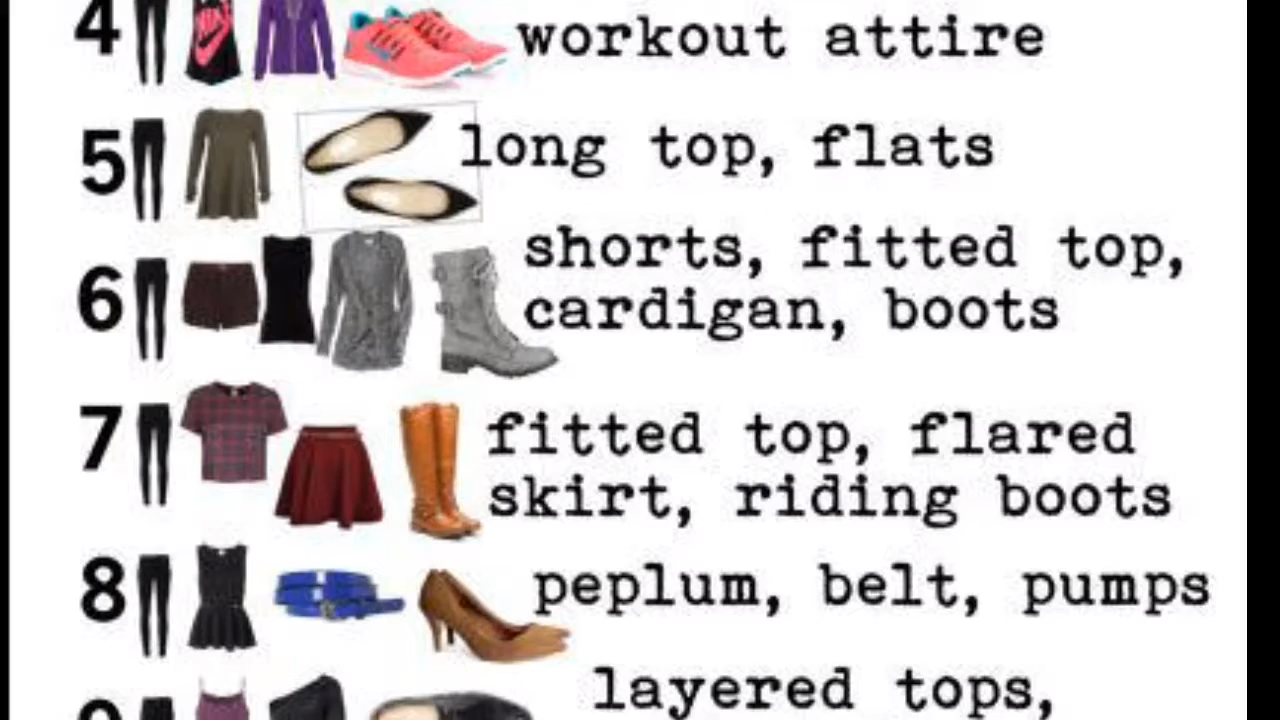 4 workout attire
5 long top, flats
6 shorts, fitted top,
cardigan, boots
7 fitted top, flared
skirt, riding boots
8 peplum, belt, pumps
9 layered tops,